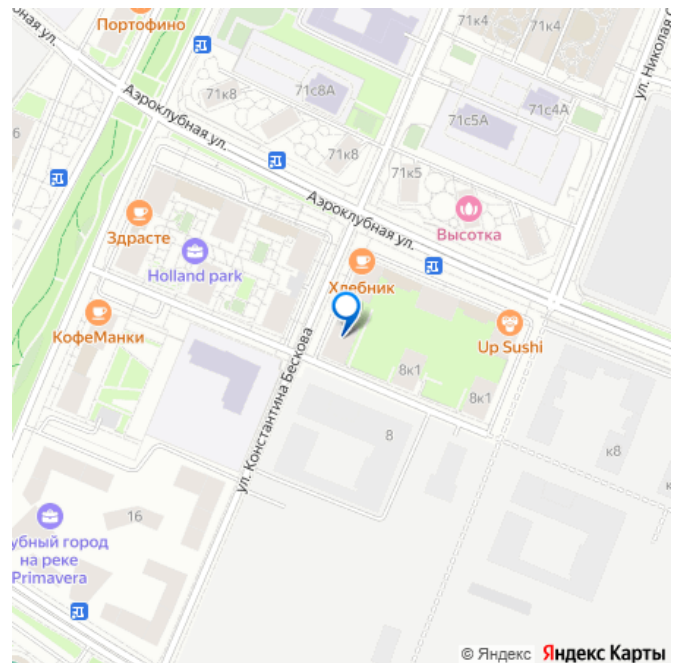 Портофино
71к4
71к4
ная ул.
ул. Николая С
Аэроклубная ул.
71к8
71с8А
71с4А
71с5А
6
71к8
71к5
Аэроклубная ул.
Высотка
Здрасте
Holland park
Хлебник
КофеМанки
Up Sushi
8к1
8к1
ул. Константина Бескова
8
к8
к
16
убный город
на реке
Primavera
© Яндекс Яндекс Карты